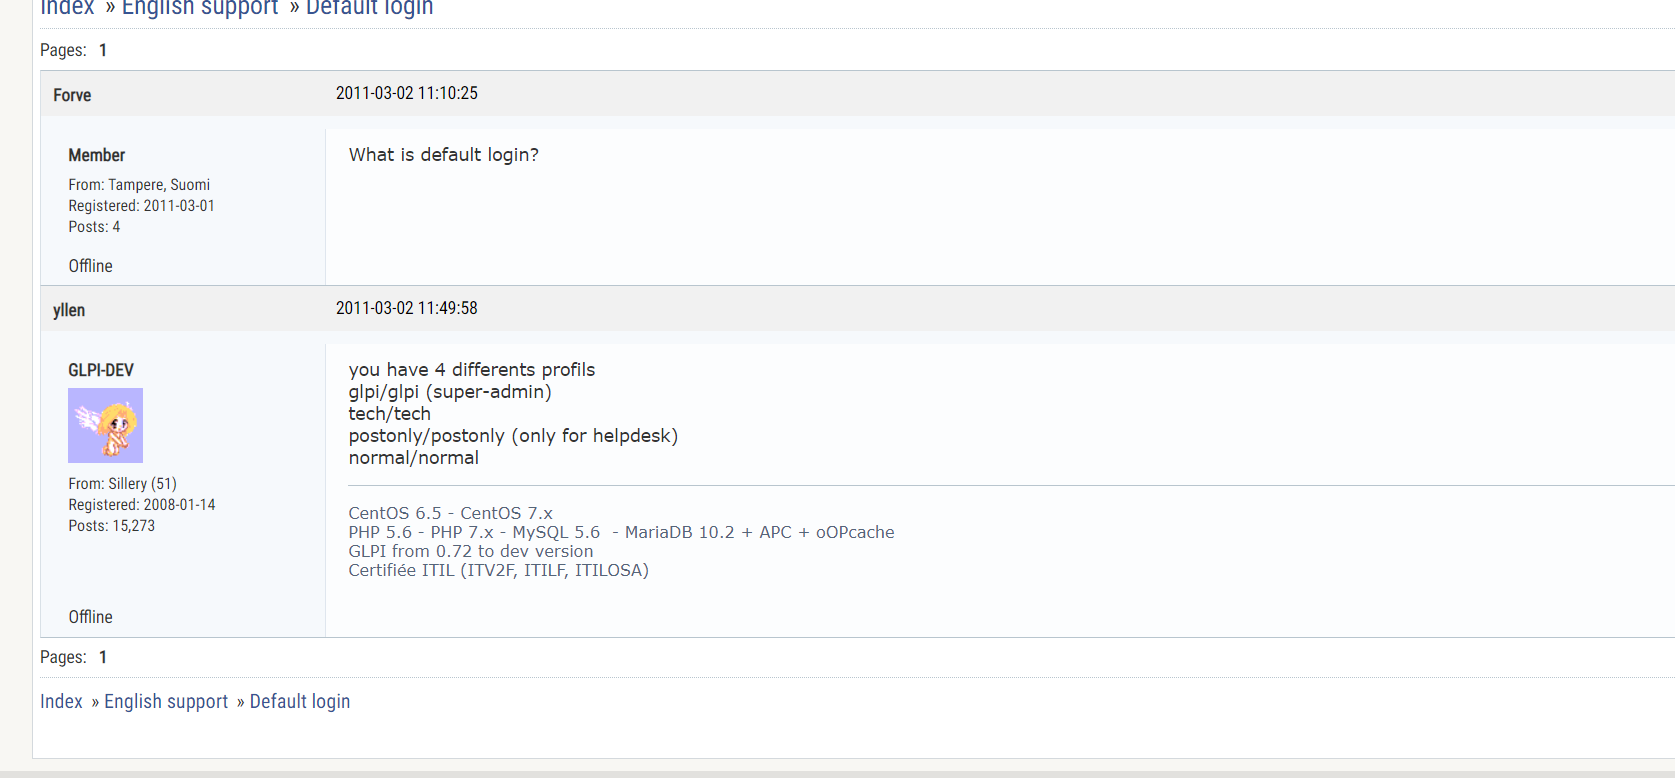 Index » English support » Default login
Pages: 1
Forve
2011-03-02 11:10:25
Member
From: Tampere, Suomi
Registered: 2011-03-01
Posts: 4
Offline
What is default login?
yllen
2011-03-02 11:49:58
GLPI-DEV
From: Sillery (51)
Registered: 2008-01-14
Posts: 15,273
Offline
you have 4 differents profils
glpi/glpi (super-admin)
tech/tech
postonly/postonly (only for helpdesk)
normal/normal
CentOS 6.5 - CentOS 7.x
PHP 5.6 - PHP 7.x - MySQL 5.6 - MariaDB 10.2 + APC + oOPcache
GLPI from 0.72 to dev version
Certifiée ITIL (ITV2F, ITILF, ITILOSA)
Pages: 1
Index » English support » Default login